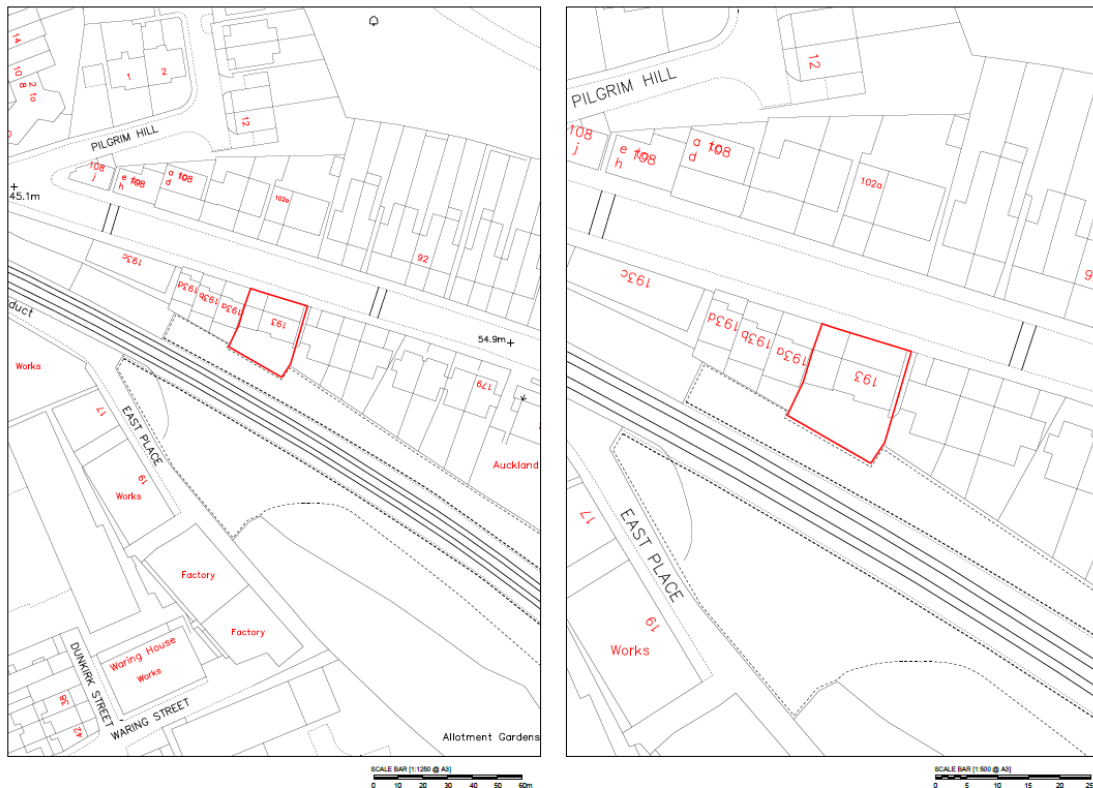 14
10
8
2 to
1
2
12
PILGRIM HILL
108
j
e to
h 108
a to
d 108
102a
45.1m
92
193c
193d
193b
193a
193
duct
54.9m
179
Works
17
EAST PLACE
19
Works
Auckland
Factory
Factory
Waring House
Works
DUNKIRK STREET
38
42
WARING STREET
Allotment Gardens
SCALE BAR [1:1250 @ A3]
0 10 20 30 40 50 60m
12
PILGRIM HILL
108
j
e to
h 108
a to
d 108
102a
193c
193d
193b
193a
193
17
EAST PLACE
19
Works
SCALE BAR [1:500 @ A3]
0 5 10 15 20